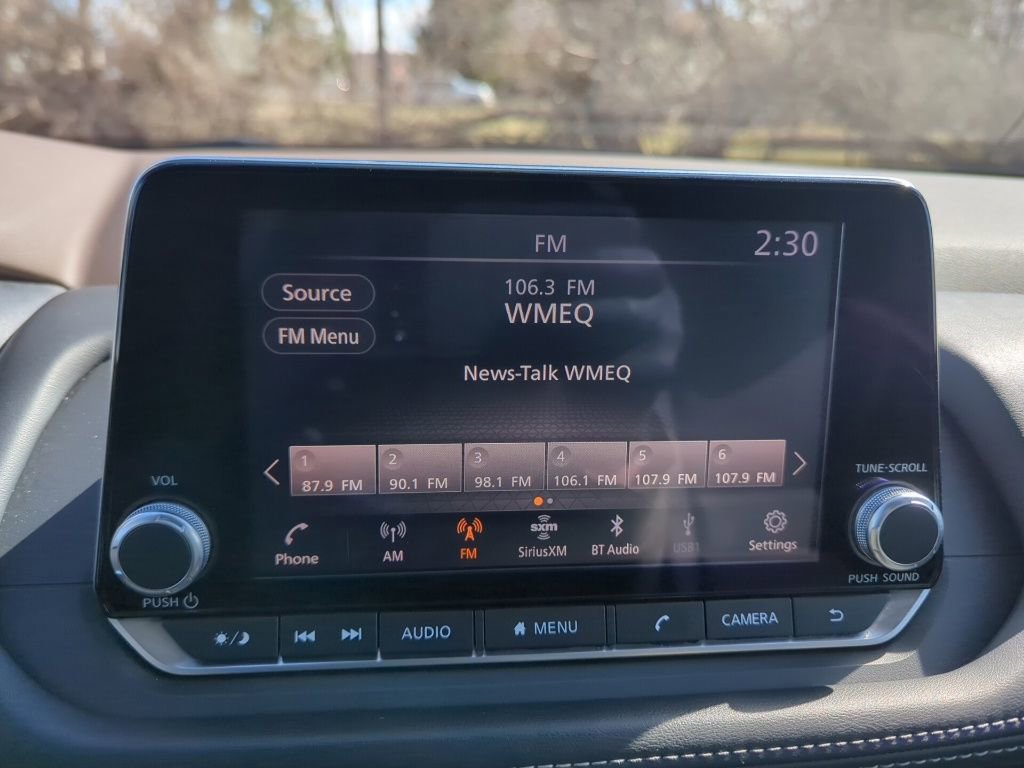 FM
2:30
Source
106.3 FM
WMEQ
FM Menu
News-Talk WMEQ
1 2 3 4 5 6
87.9 FM 90.1 FM 98.1 FM 106.1 FM 107.9 FM 107.9 FM
VOL
TUNE·SCROLL
sxm
Phone AM FM SiriusXM BT Audio USB1 Settings
PUSH
PUSH SOUND
AUDIO MENU CAMERA